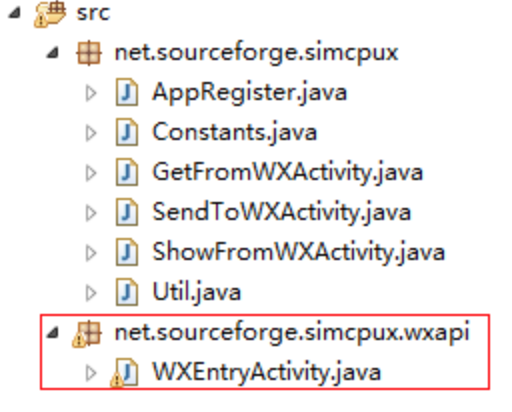 src
net.sourceforge.simcpux
AppRegister.java
Constants.java
GetFromWXActivity.java
SendToWXActivity.java
ShowFromWXActivity.java
Util.java
net.sourceforge.simcpux.wxapi
WXEntryActivity.java